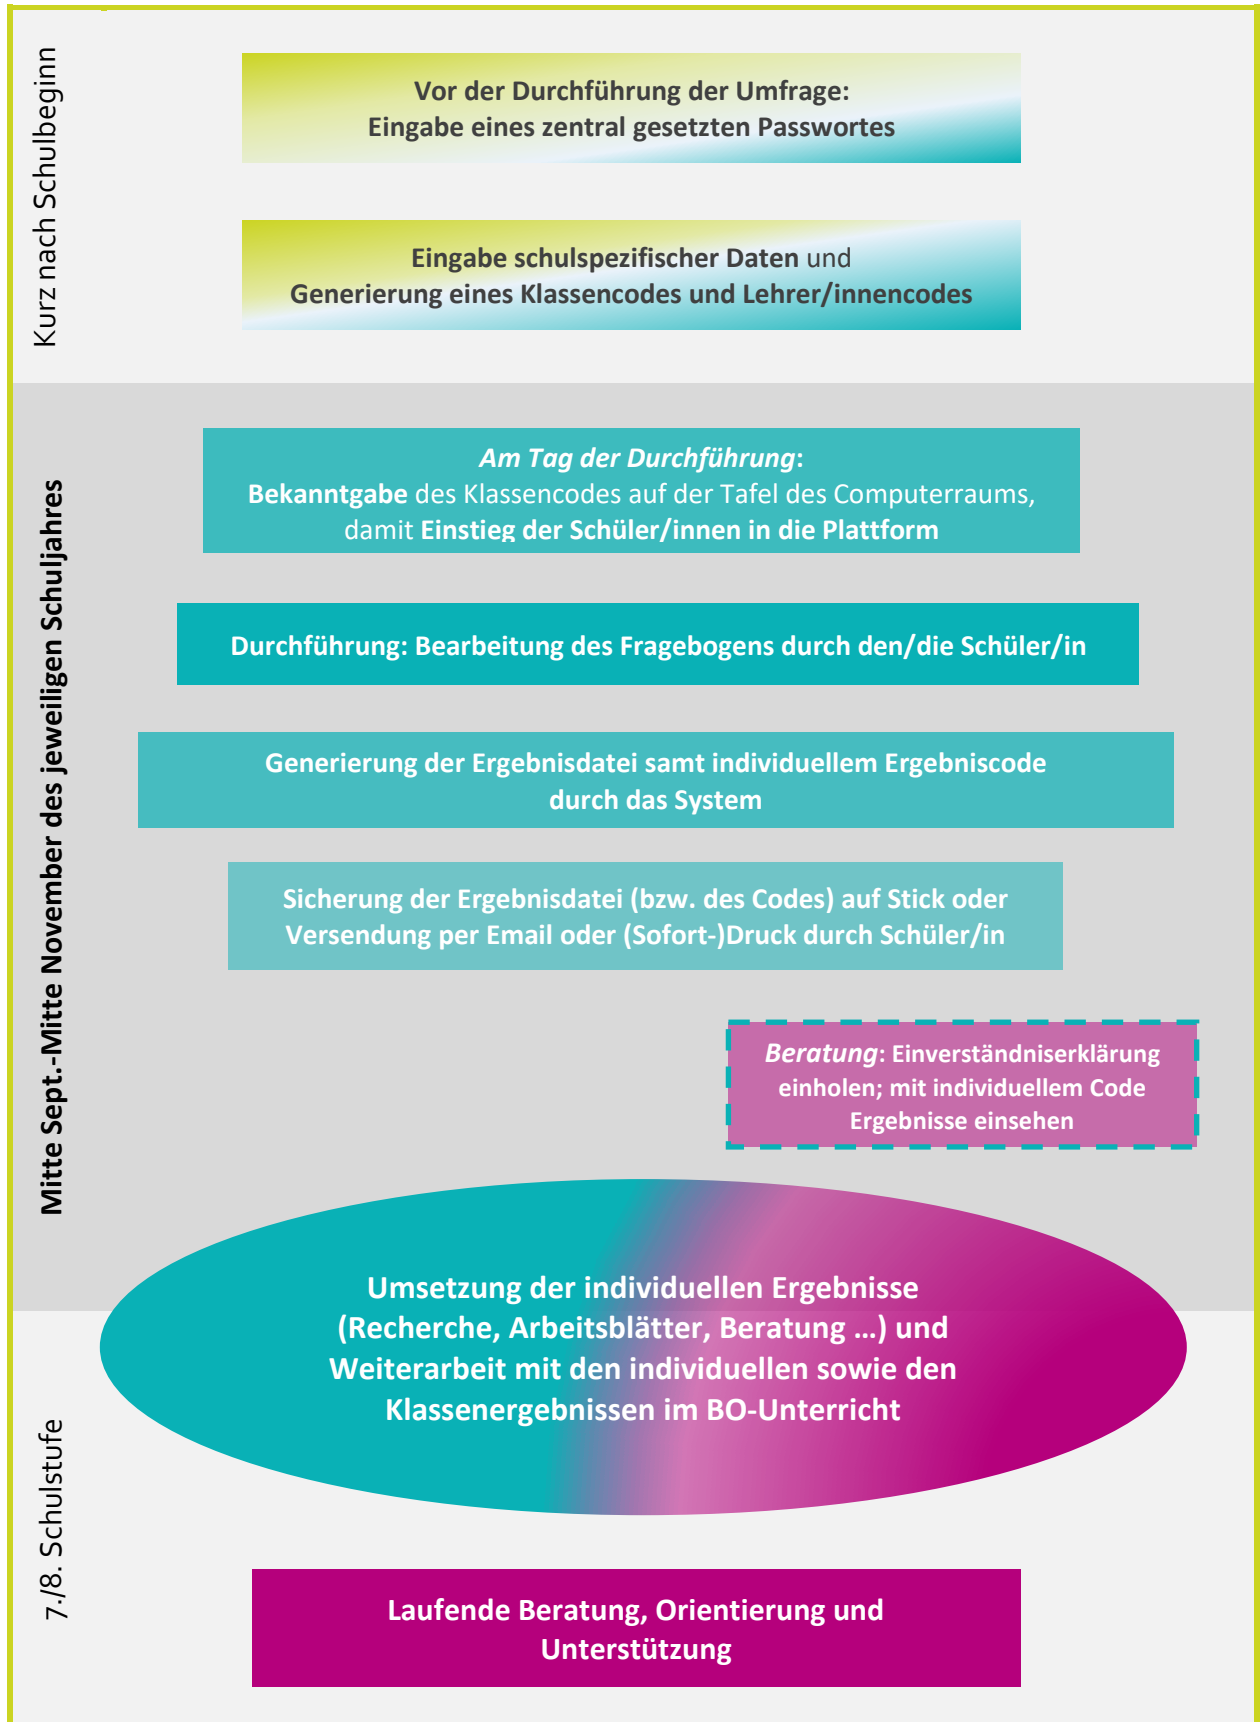 Kurz nach Schulbeginn
Vor der Durchführung der Umfrage:
Eingabe eines zentral gesetzten Passwortes
Eingabe schulspezifischer Daten und
Generierung eines Klassencodes und Lehrer/innencodes
Mitte Sept.-Mitte November des jeweiligen Schuljahres
Am Tag der Durchführung:
Bekanntgabe des Klassencodes auf der Tafel des Computerraums,
damit Einstieg der Schüler/innen in die Plattform
Durchführung: Bearbeitung des Fragebogens durch den/die Schüler/in
Generierung der Ergebnisdatei samt individuellem Ergebniscode
durch das System
Sicherung der Ergebnisdatei (bzw. des Codes) auf Stick oder
Versendung per Email oder (Sofort-)Druck durch Schüler/in
Beratung: Einverständniserklärung
einholen; mit individuellem Code
Ergebnisse einsehen
Umsetzung der individuellen Ergebnisse
(Recherche, Arbeitsblätter, Beratung …) und
Weiterarbeit mit den individuellen sowie den
Klassenergebnissen im BO-Unterricht
7./8. Schulstufe
Laufende Beratung, Orientierung und
Unterstützung